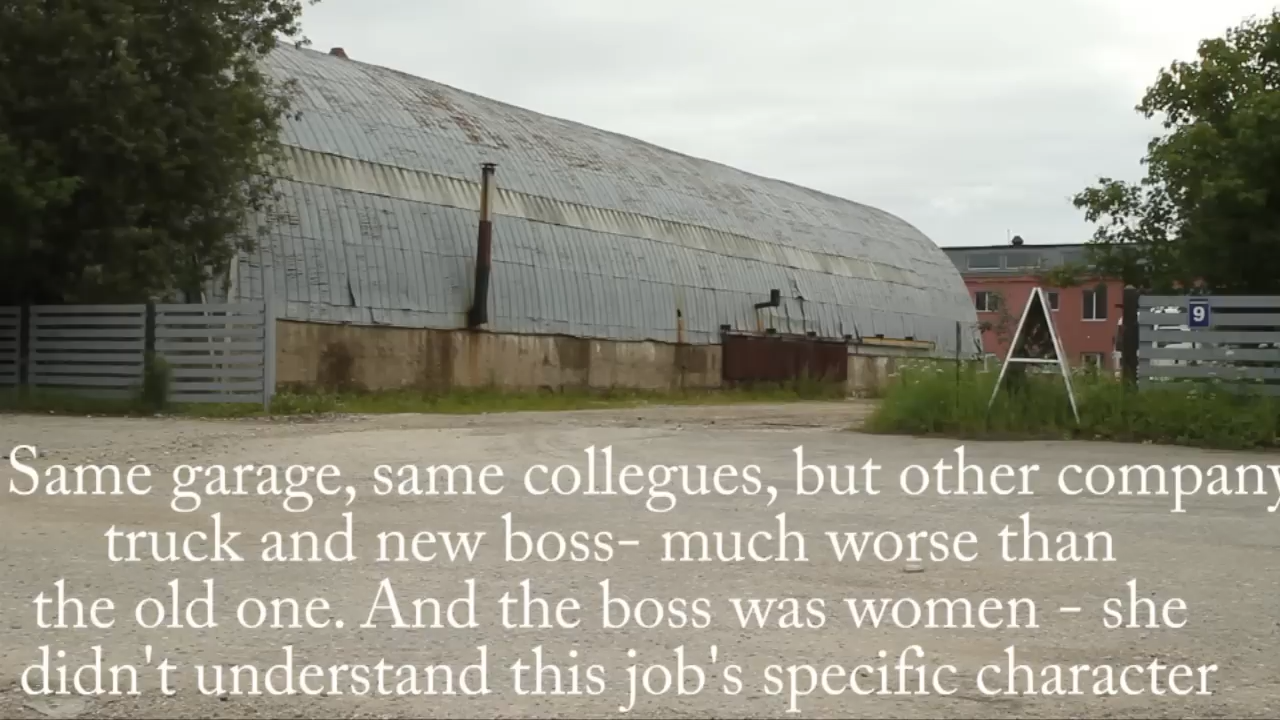 9
Same garage, same collegues, but other company
truck and new boss- much worse than
the old one. And the boss was women - she
didn't understand this job's specific character